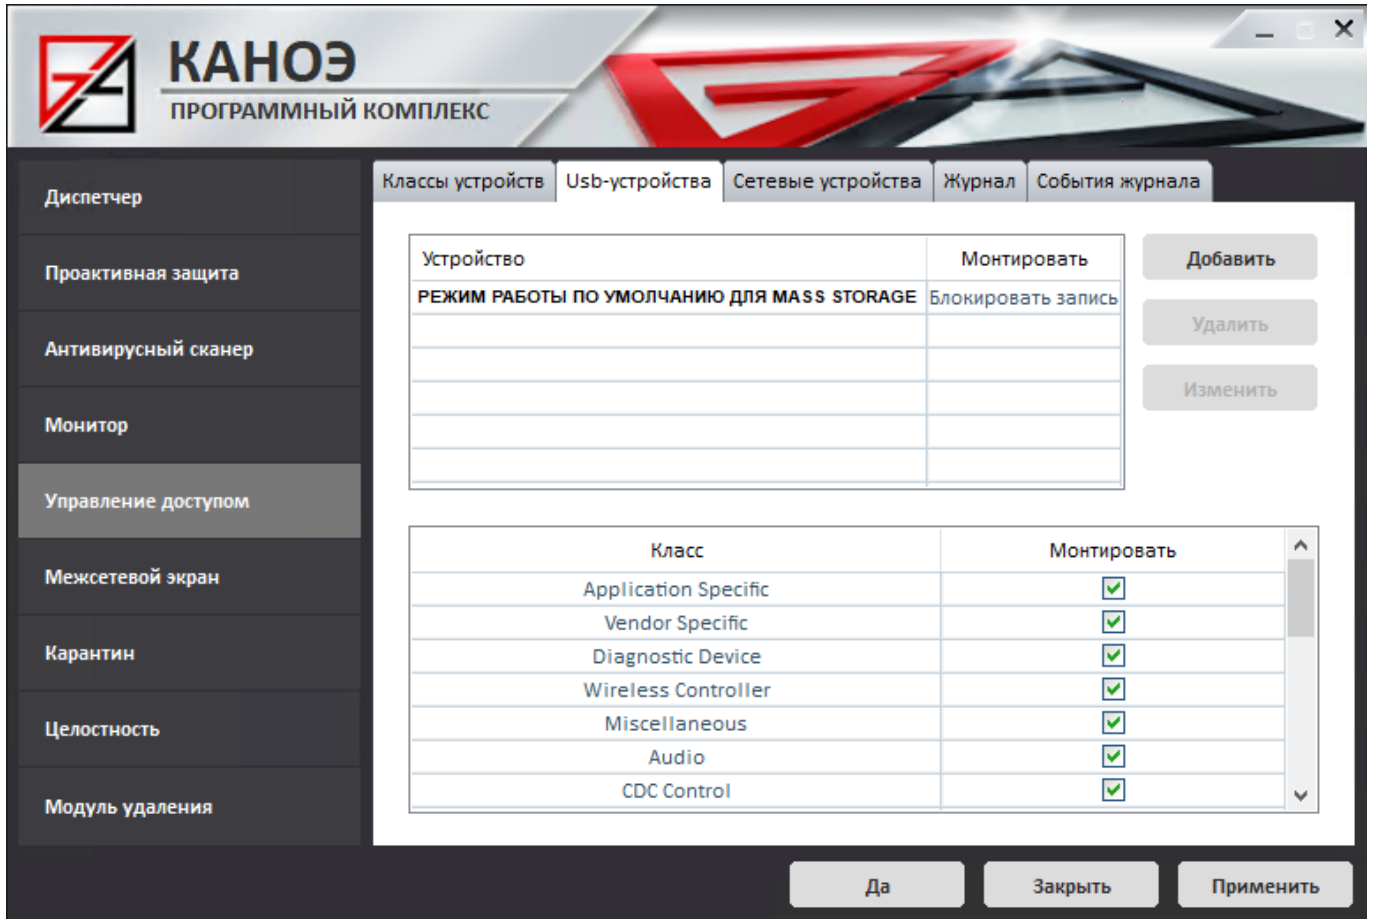 КАНОЭ
ПРОГРАММНЫЙ КОМПЛЕКС
Диспетчер
Проактивная защита
Антивирусный сканер
Монитор
Управление доступом
Межсетевой экран
Карантин
Целостность
Модуль удаления
Классы устройств Usb-устройства Сетевые устройства Журнал События журнала
Устройство Монтировать
РЕЖИМ РАБОТЫ ПО УМОЛЧАНИЮ ДЛЯ MASS STORAGE Блокировать запись
Добавить
Удалить
Изменить
Класс Монтировать
Application Specific
Vendor Specific
Diagnostic Device
Wireless Controller
Miscellaneous
Audio
CDC Control
Да Закрыть Применить